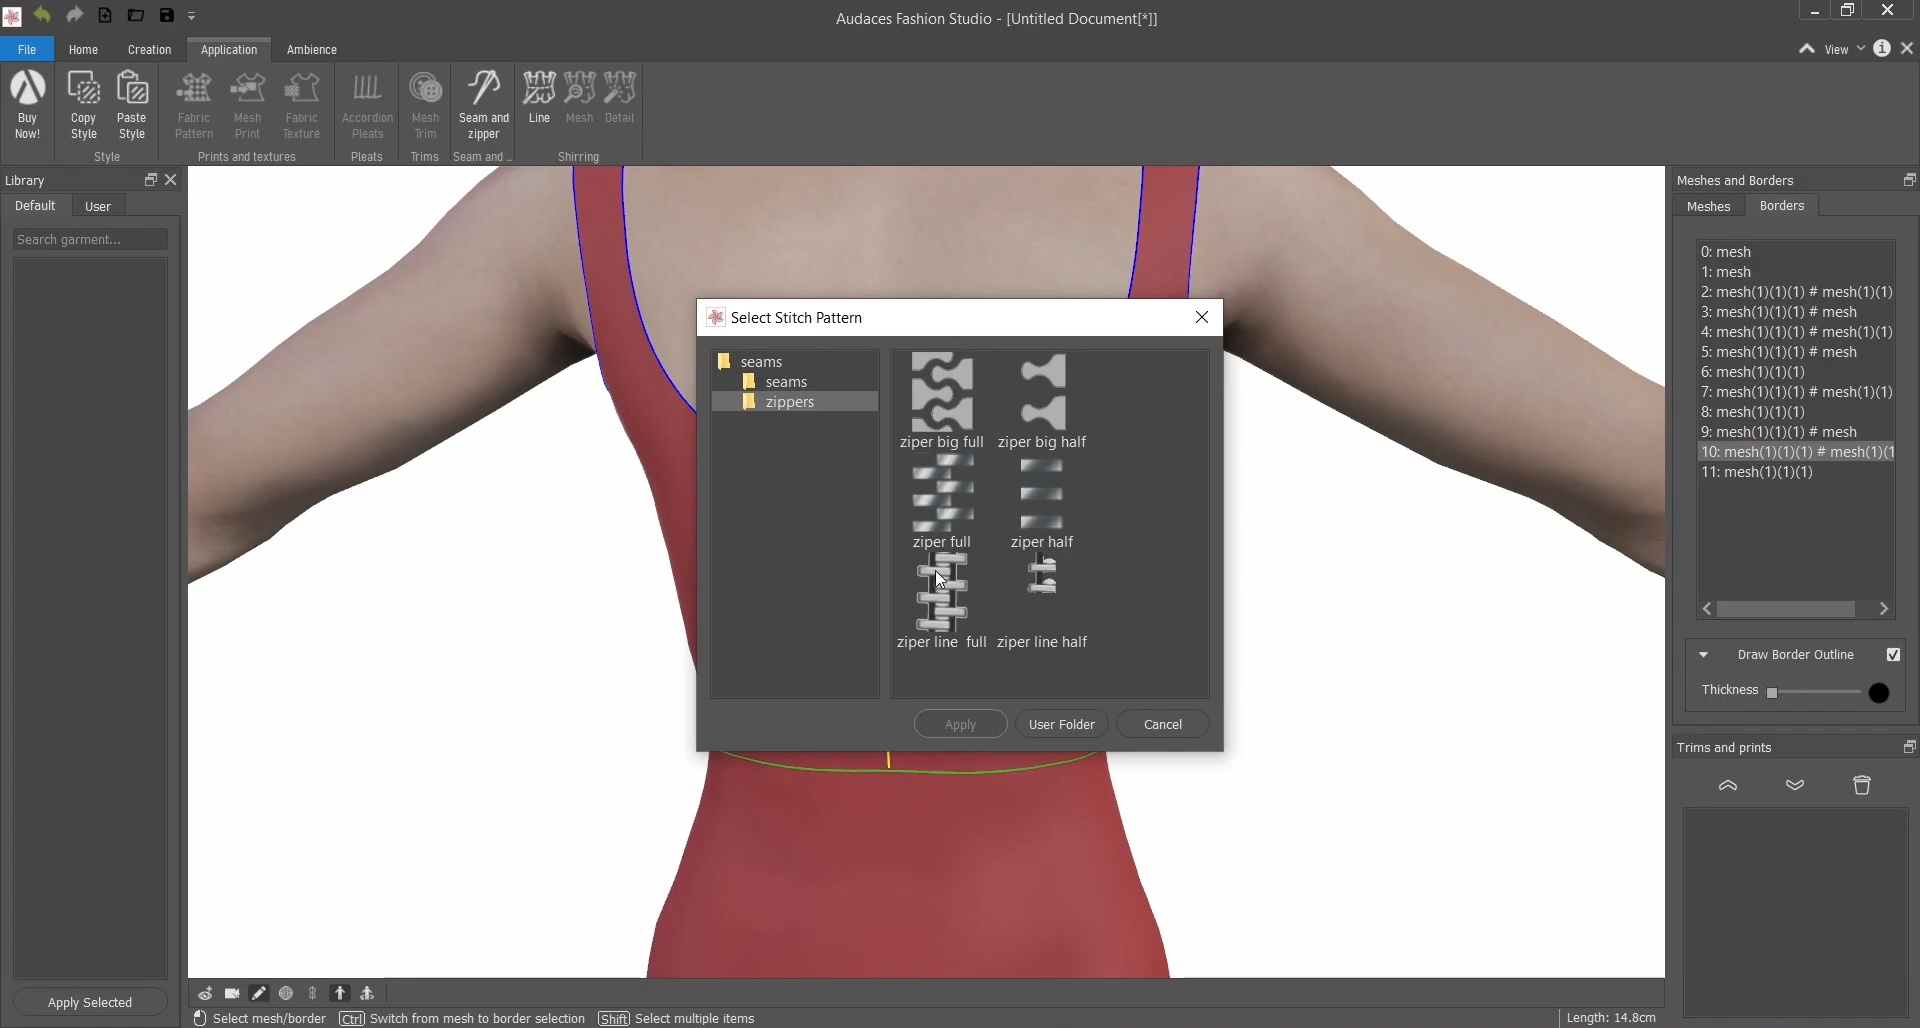 Audaces Fashion Studio - [Untitled Document[*]]
File Home Creation Application Ambience View
Buy Now!
Copy Style
Paste Style
Fabric Pattern
Mesh Print
Fabric Texture
Accordion Pleats
Mesh Trim
Seam and zipper
Line
Mesh
Detail
Style Prints and textures Pleats Trims Seam and ... Shirring
Library
Default User
Search garment...
Apply Selected
Select Stitch Pattern
seams
seams
zippers
ziper big full ziper big half
ziper full ziper half
ziper line full ziper line half
Apply User Folder Cancel
Meshes and Borders
Meshes Borders
0: mesh
1: mesh
2: mesh(1)(1)(1) # mesh(1)(1)
3: mesh(1)(1)(1) # mesh
4: mesh(1)(1)(1) # mesh(1)(1)
5: mesh(1)(1)(1) # mesh
6: mesh(1)(1)(1)
7: mesh(1)(1)(1) # mesh(1)(1)
8: mesh(1)(1)(1)
9: mesh(1)(1)(1) # mesh
10: mesh(1)(1)(1) # mesh(1)(1
11: mesh(1)(1)(1)
Draw Border Outline
Thickness
Trims and prints
Select mesh/border Ctrl Switch from mesh to border selection Shift Select multiple items
Length: 14.8cm